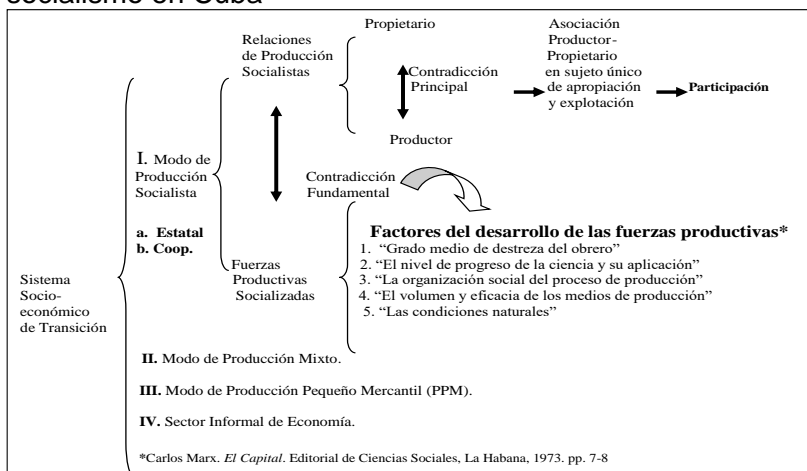 socialismo en Cuba
Relaciones
de Producción
Socialistas
Propietario
Contradicción
Principal
Productor
Asociación
Productor-
Propietario
en sujeto único
de apropiación
y explotación
Participación
I. Modo de
Producción
Socialista
a. Estatal
b. Coop.
Contradicción
Fundamental
Fuerzas
Productivas
Socializadas
Factores del desarrollo de las fuerzas productivas*
1. “Grado medio de destreza del obrero”
2. “El nivel de progreso de la ciencia y su aplicación”
3. “La organización social del proceso de producción”
4. “El volumen y eficacia de los medios de producción”
5. “Las condiciones naturales”
Sistema
Socio-
económico
de Transición
II. Modo de Producción Mixto.
III. Modo de Producción Pequeño Mercantil (PPM).
IV. Sector Informal de Economía.
*Carlos Marx. El Capital. Editorial de Ciencias Sociales, La Habana, 1973. pp. 7-8